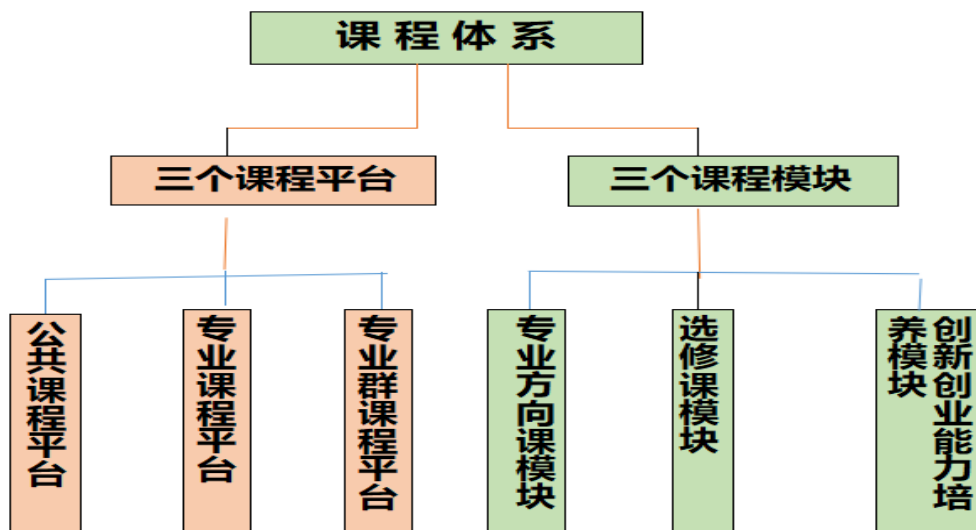 课程体系
三个课程平台
三个课程模块
公共课程平台
专业课程平台
专业群课程平台
专业方向课模块
选修课模块
创新创业能力培
养模块